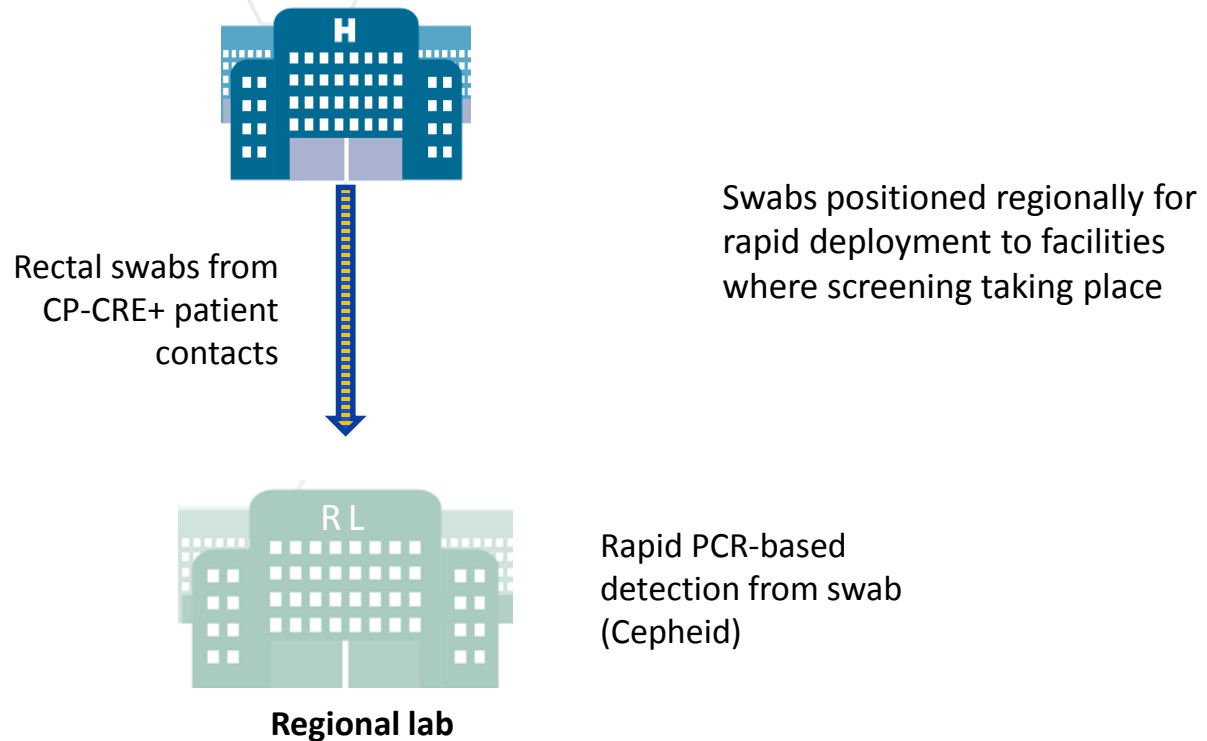 H
Swabs positioned regionally for
rapid deployment to facilities
where screening taking place
Rectal swabs from
CP-CRE+ patient
contacts
R L
Rapid PCR-based
detection from swab
(Cepheid)
Regional lab